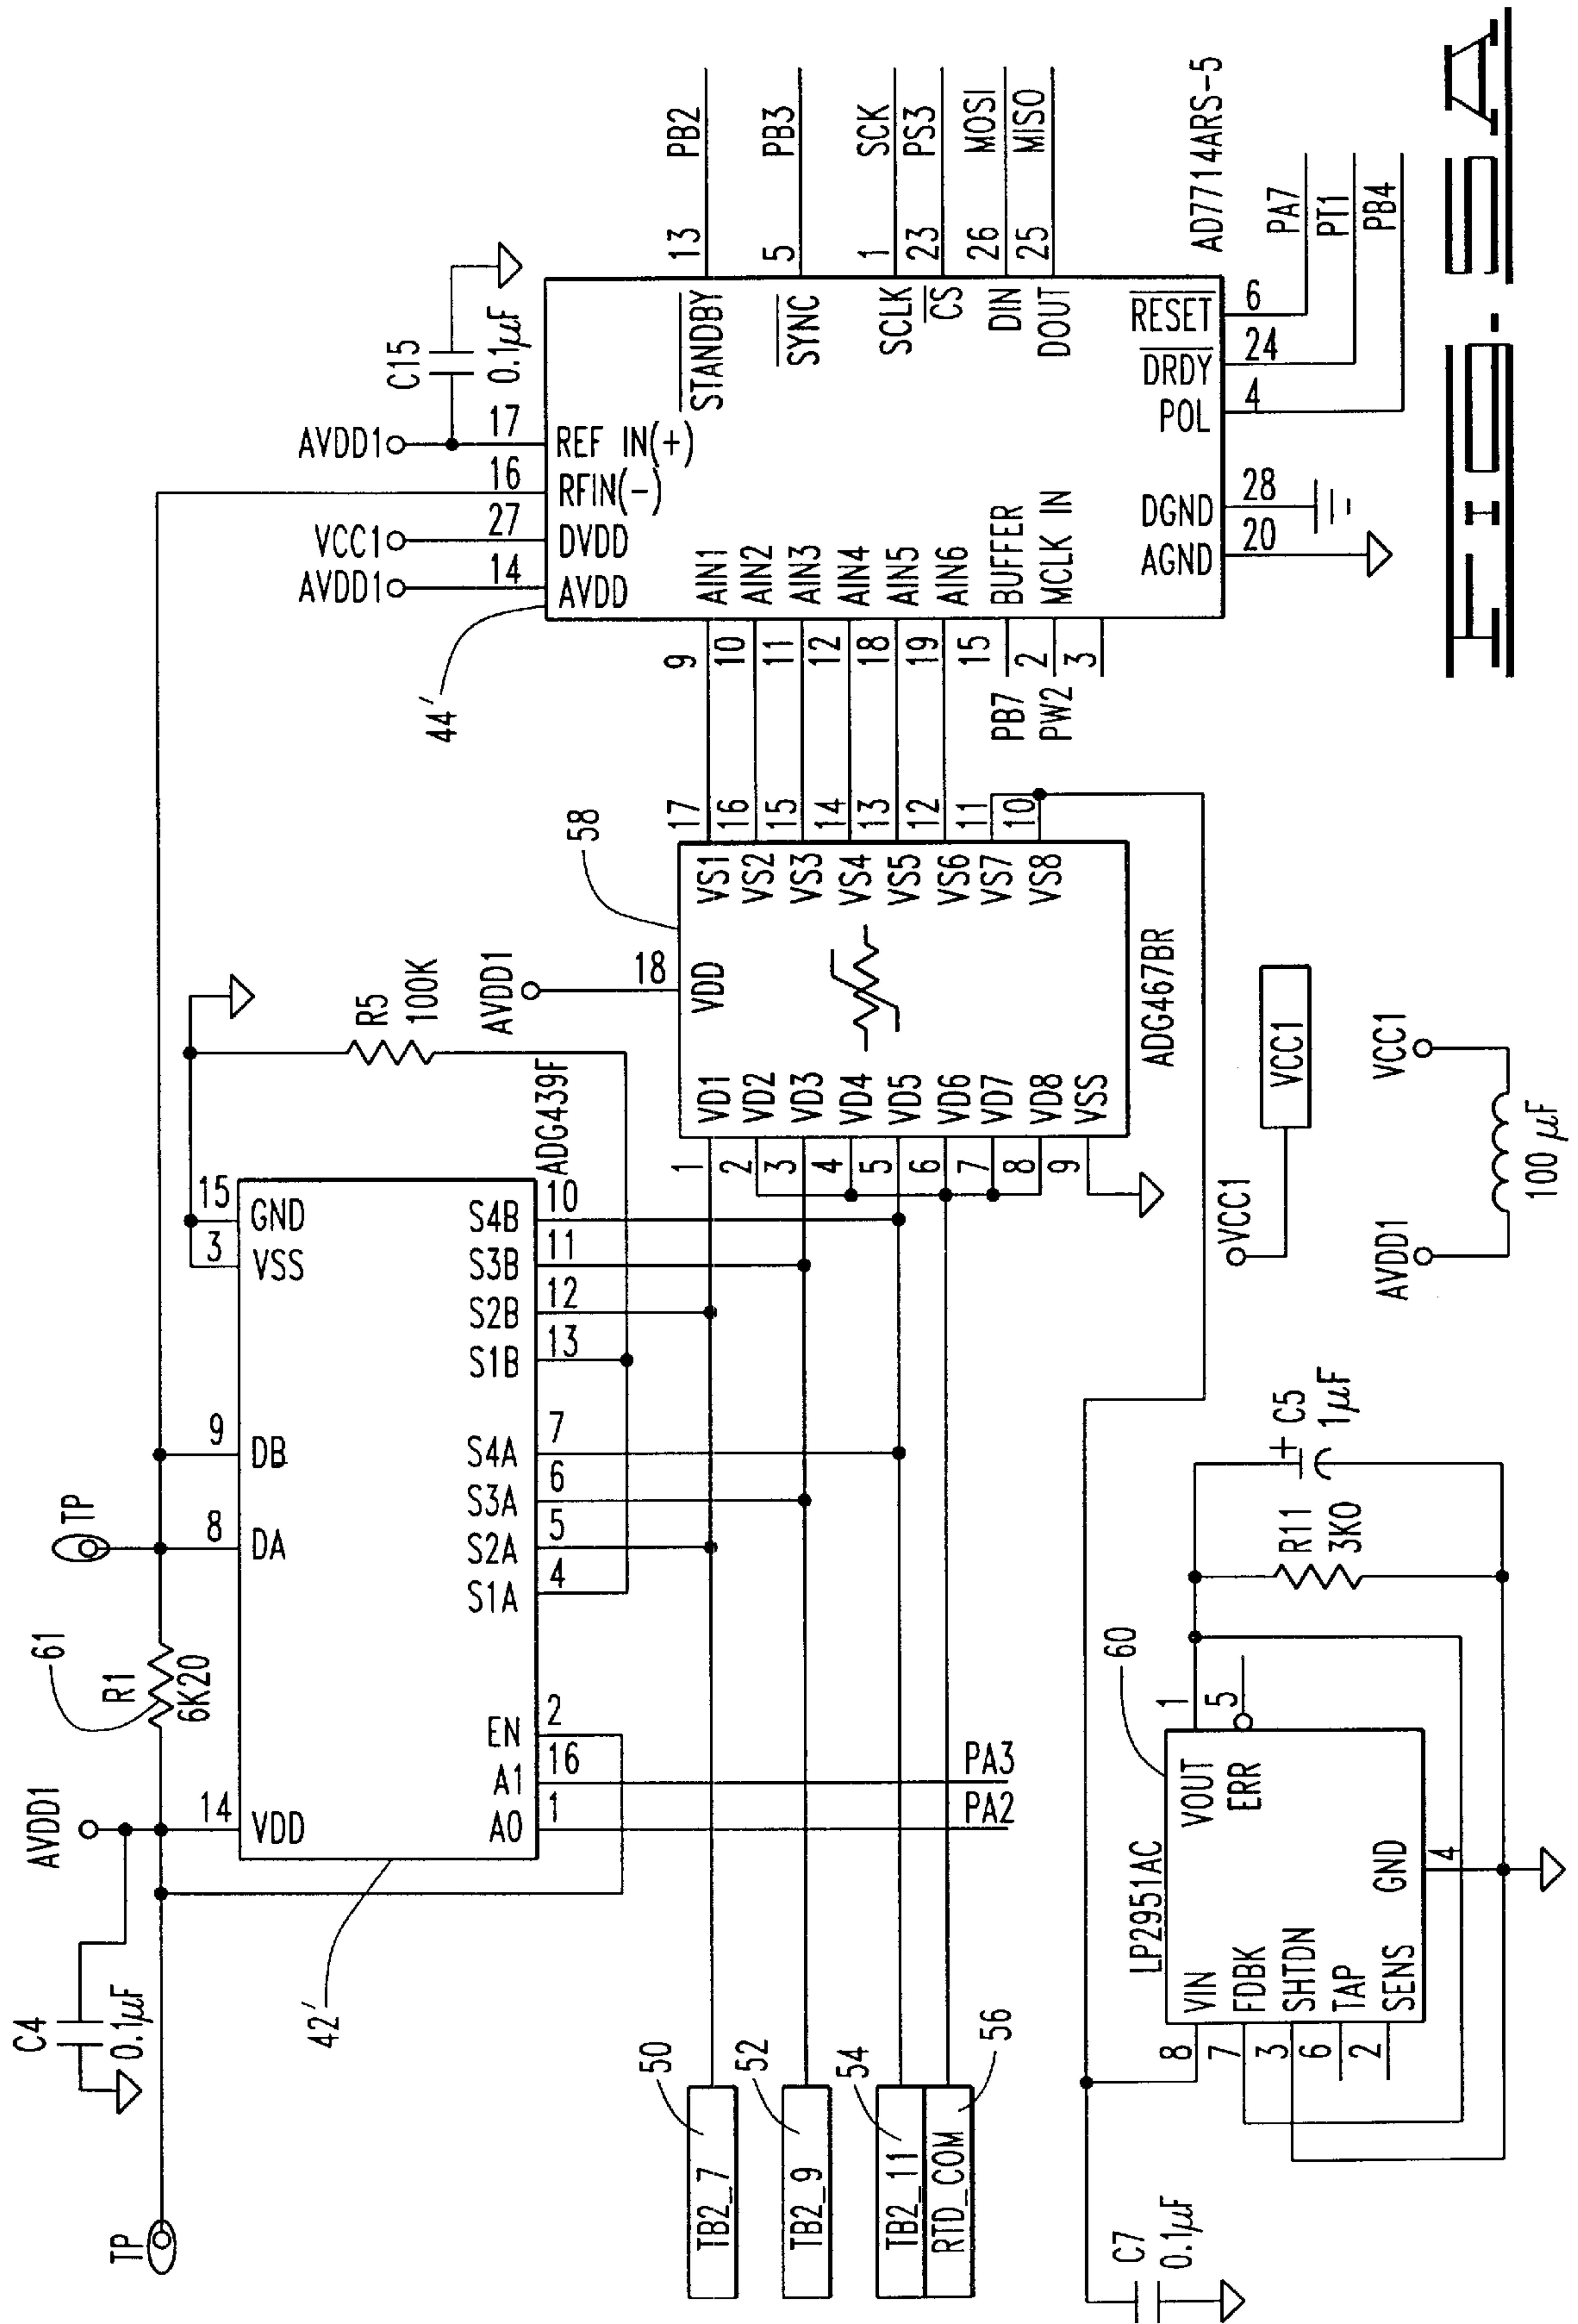 TP
C4
0.1µF
AVDD1
R1
6K20
61
TP
14
8
9
3
15
VDD
DA
DB
VSS
GND
42'
A0
A1
EN
S1A
S2A
S3A
S4A
S1B
S2B
S3B
S4B
1
16
2
4
5
6
7
13
12
11
10
ADG439F
R5
100K
PA2
PA3
50
TB2_7
52
TB2_9
54
TB2_11
RTD_COM
56
AVDD1
18
VDD
58
1
2
3
4
5
6
7
8
9
VD1
VD2
VD3
VD4
VD5
VD6
VD7
VD8
VSS
VS1
VS2
VS3
VS4
VS5
VS6
VS7
VS8
17
16
15
14
13
12
11
10
ADG467BR
AVDD1
VCC1
AVDD1
C15
0.1µF
14
27
16
17
AVDD
DVDD
RFIN(-)
REF IN(+)
44'
9
10
11
12
18
19
15
2
3
PB7
PW2
AIN1
AIN2
AIN3
AIN4
AIN5
AIN6
BUFFER
MCLK IN
STANDBY
SYNC
SCLK
CS
DIN
DOUT
13
5
1
23
26
25
PB2
PB3
SCK
PS3
MOSI
MISO
AGND
DGND
POL
DRDY
RESET
20
28
4
24
6
AD7714ARS-5
PA7
PT1
PB4
C7
0.1µF
LP2951AC
60
8
7
3
6
2
VIN
FDBK
SHTDN
TAP
SENS
VOUT
ERR
GND
1
5
4
R11
3K0
+
C5
1µF
VCC1
VCC1
AVDD1
VCC1
100 µF